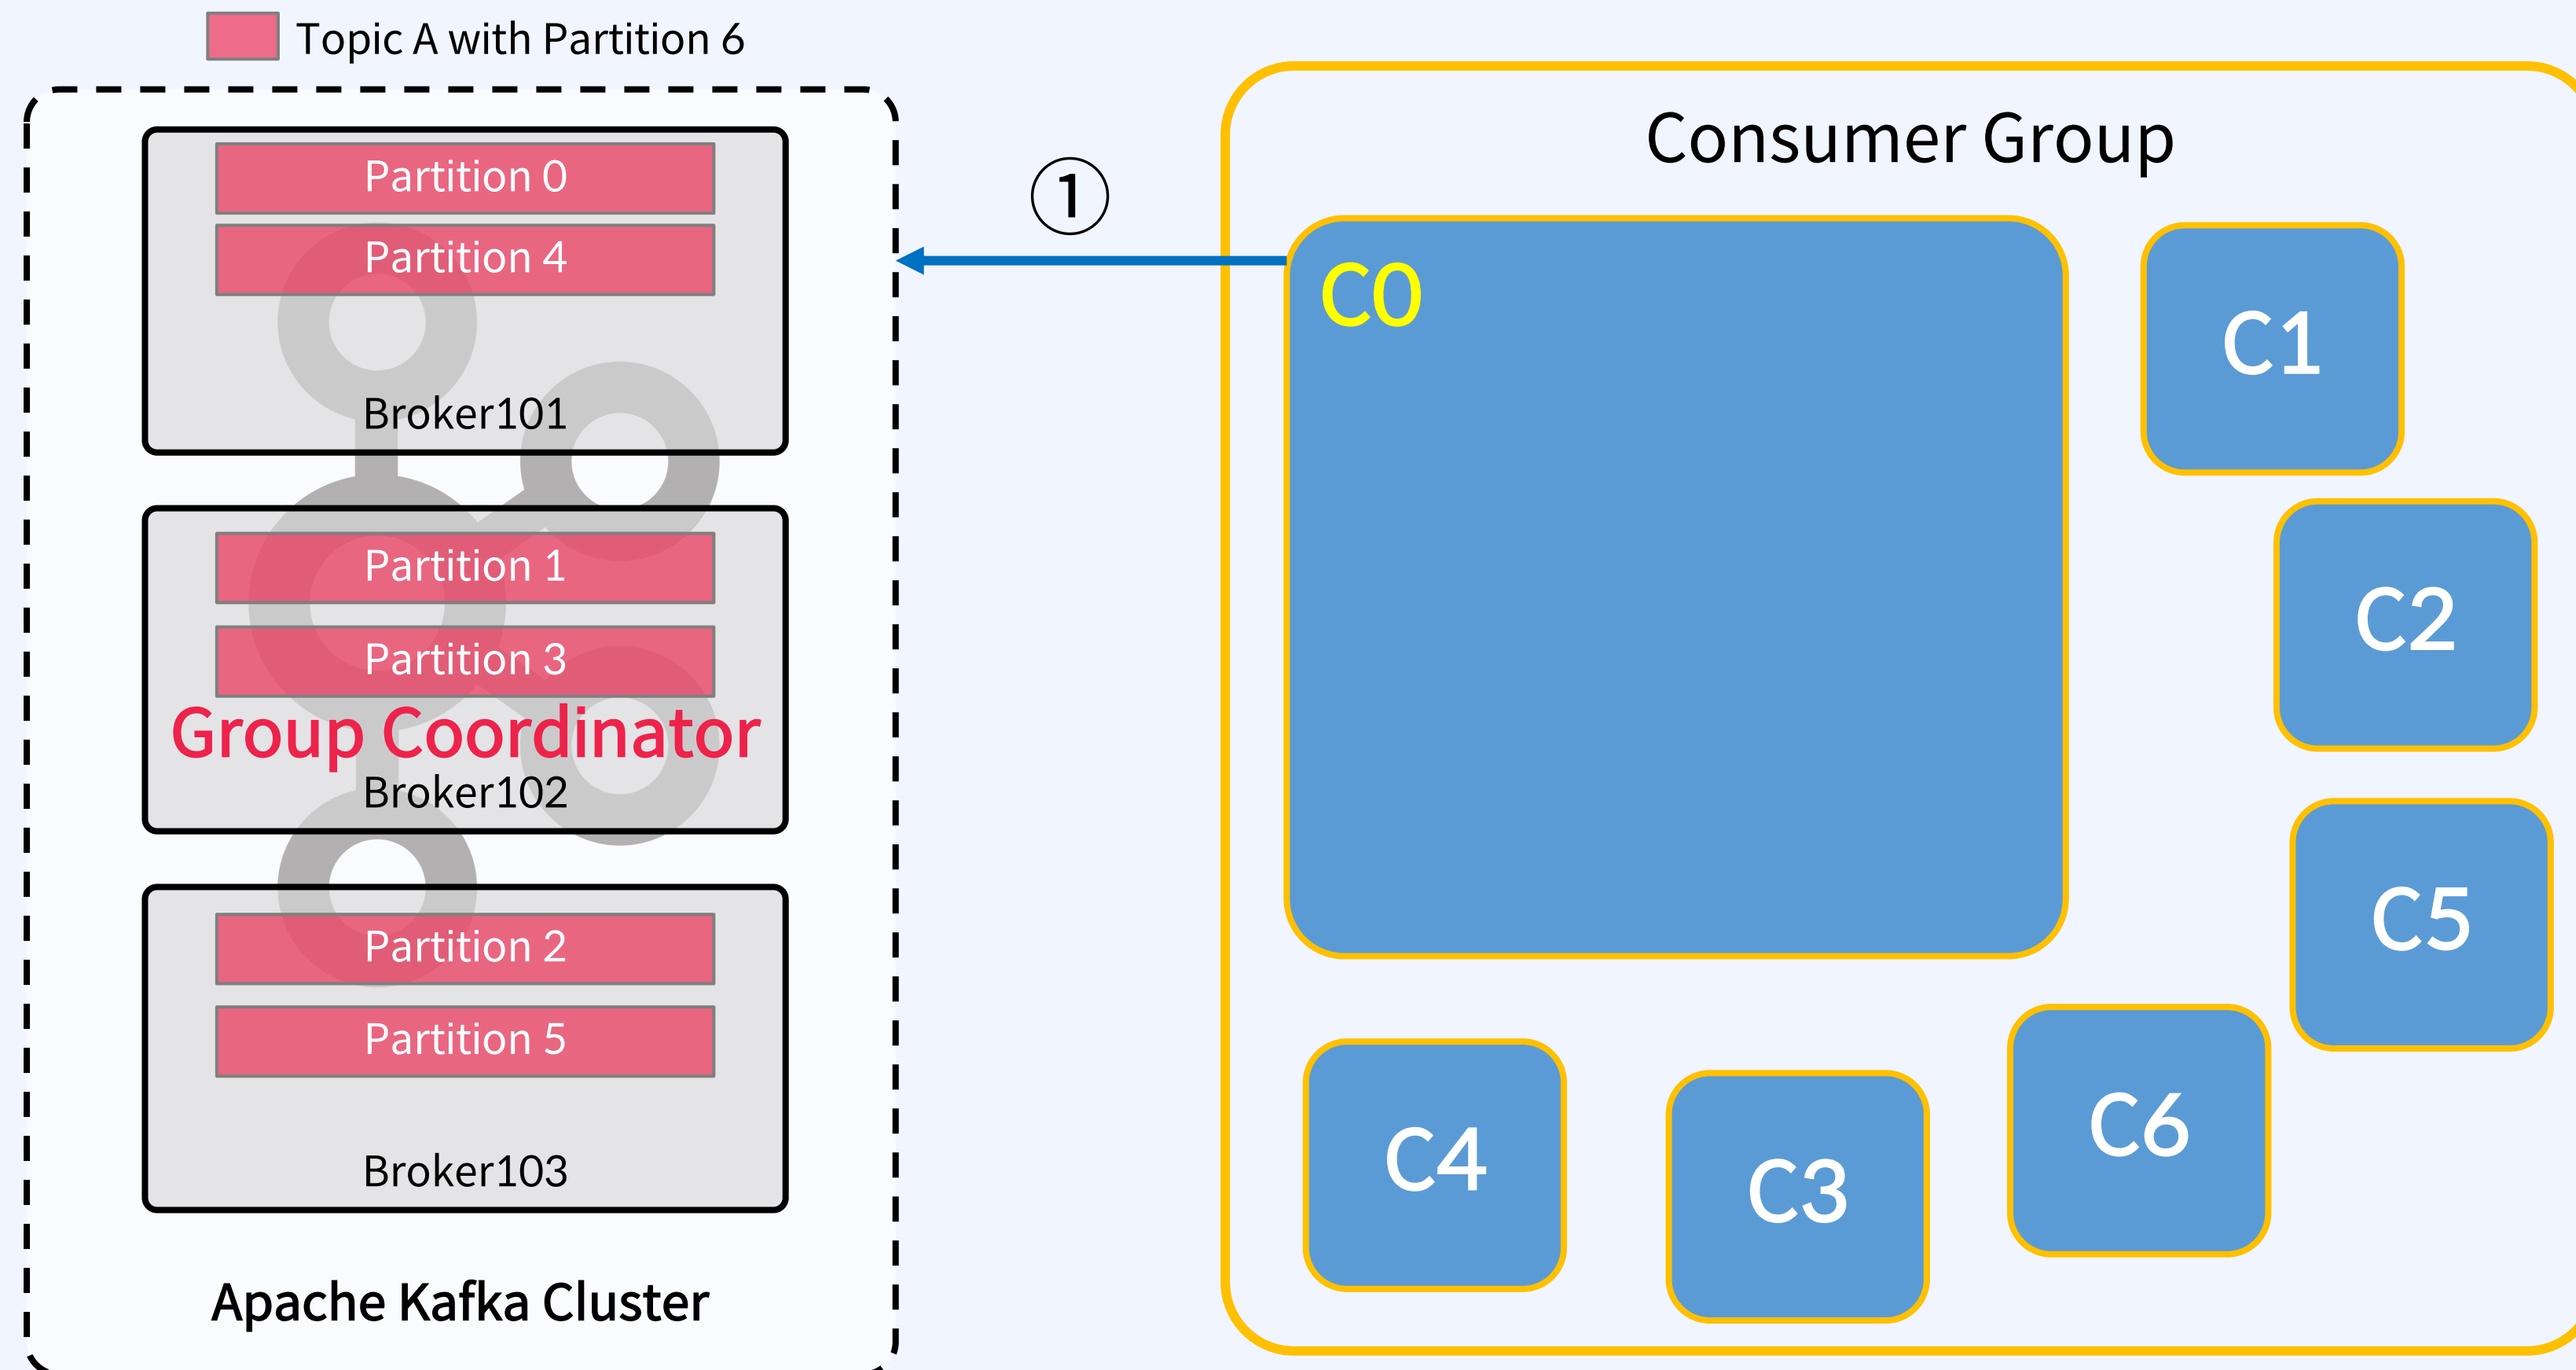 Topic A with Partition 6
Partition 0
Partition 4
Broker101
Partition 1
Partition 3
Group Coordinator
Broker102
Partition 2
Partition 5
Broker103
Apache Kafka Cluster
①
Consumer Group
C0
C1
C2
C5
C6
C3
C4